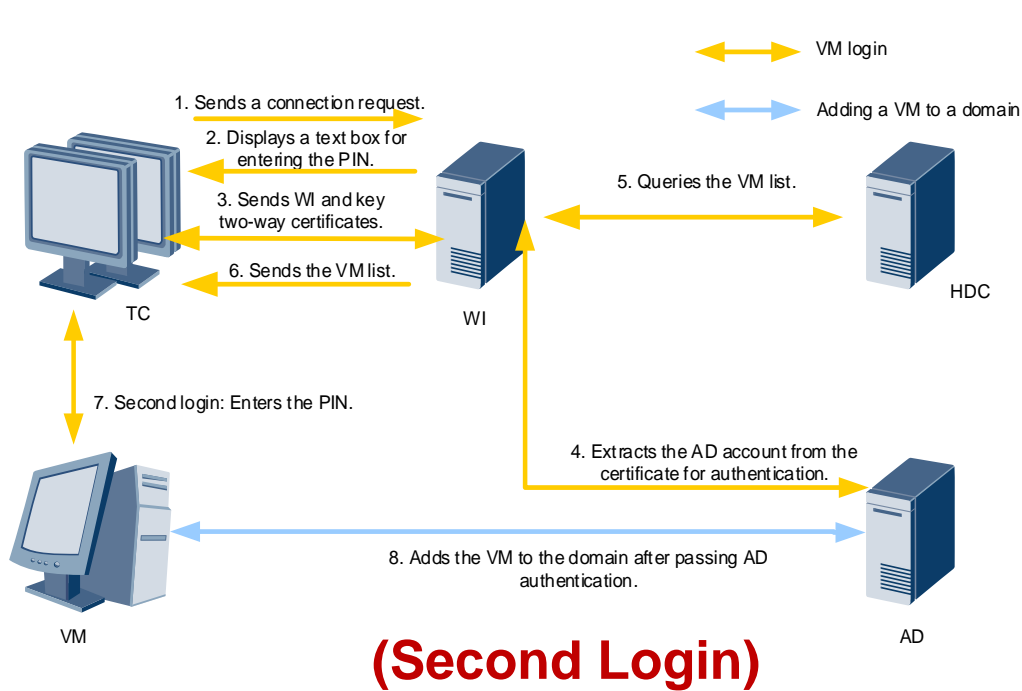 VM login
Adding a VM to a domain
1. Sends a connection request.
2. Displays a text box for
entering the PIN.
3. Sends WI and key
two-way certificates.
5. Queries the VM list.
6. Sends the VM list.
TC
WI
HDC
7. Second login: Enters the PIN.
4. Extracts the AD account from the
certificate for authentication.
8. Adds the VM to the domain after passing AD
authentication.
VM
AD
(Second Login)